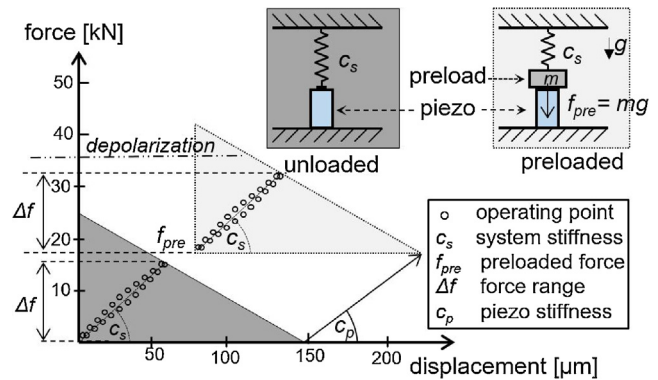 force [kN]
50
40
30
20
10
depolarization
Δf
Δf
f_pre
c_s
c_s
c_p
50
100
150
200
displacement [µm]
c_s
unloaded
preload
piezo
c_s
g
m
f_pre = mg
preloaded
operating point
c_s system stiffness
f_pre preloaded force
Δf force range
c_p piezo stiffness